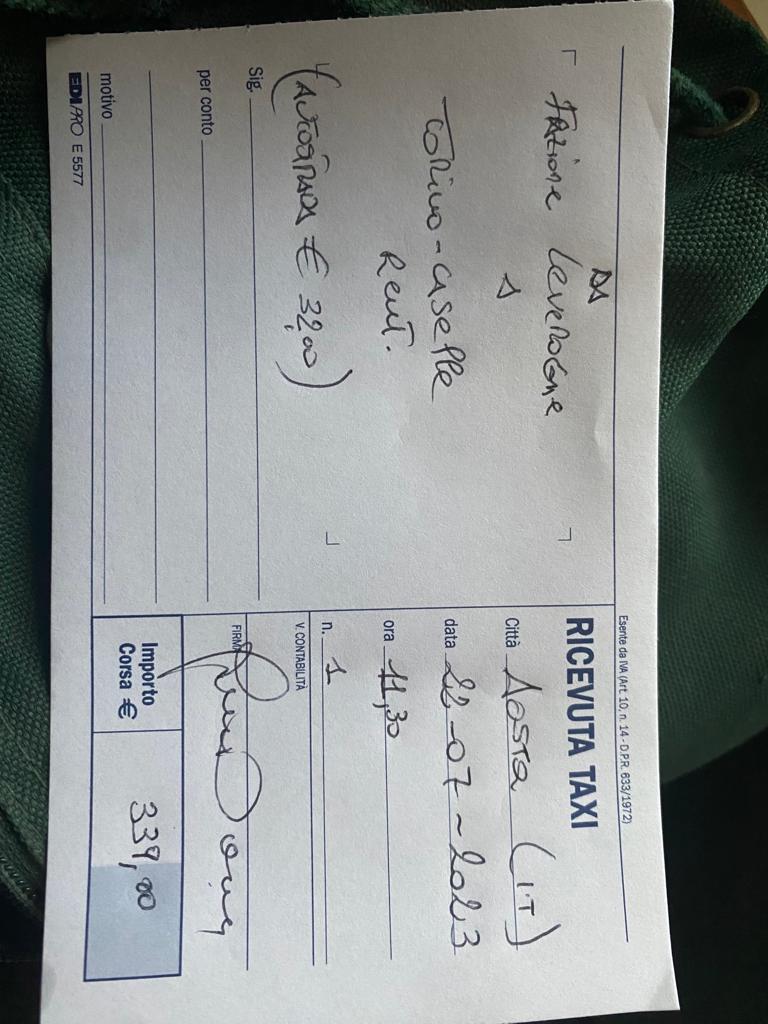 Esente da IVA (Art. 10, n. 14 - D.P.R. 633/1972)
RICEVUTA TAXI
DA
FRAZIONE LEVEROGNE
A
TORINO-CASELLE
(AUTOSTRADA € 32,00)
Sig.
per conto
motivo
EDIPRO E 5577
Città AOSTA (IT)
data 22-07-2023
ora 11,30
n. 1
V. CONTABILITÀ
FIRMA
Importo
Corsa € 339,00